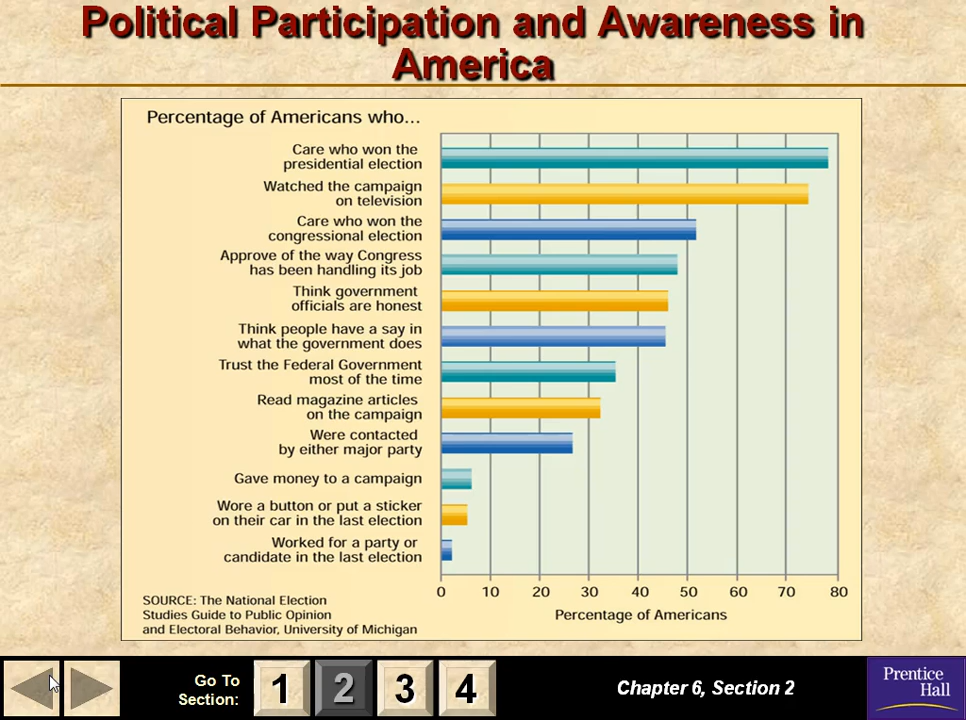 Political Participation and Awareness in
America
Percentage of Americans who...
Care who won the
presidential election
Watched the campaign
on television
Care who won the
congressional election
Approve of the way Congress
has been handling its job
Think government
officials are honest
Think people have a say in
what the government does
Trust the Federal Government
most of the time
Read magazine articles
on the campaign
Were contacted
by either major party
Gave money to a campaign
Wore a button or put a sticker
on their car in the last election
Worked for a party or
candidate in the last election
0 10 20 30 40 50 60 70 80
Percentage of Americans
SOURCE: The National Election
Studies Guide to Public Opinion
and Electoral Behavior, University of Michigan
Go To
Section:
1 2 3 4
Chapter 6, Section 2
Prentice
Hall